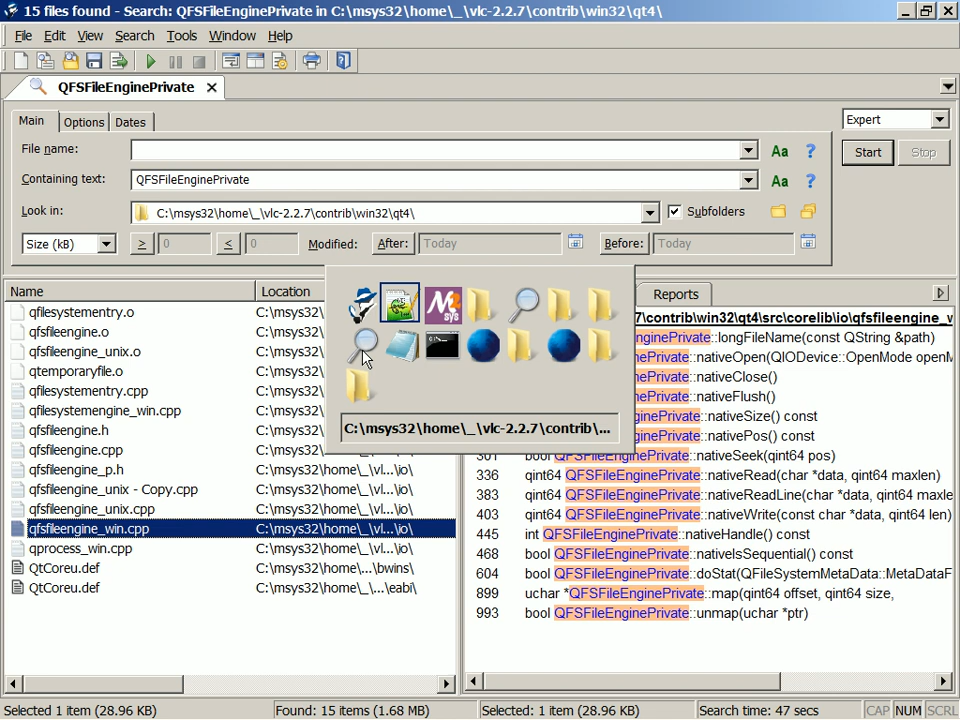 15 files found - Search: QFSFileEnginePrivate in C:\msys32\home\_\vlc-2.2.7\contrib\win32\qt4\
File Edit View Search Tools Window Help
QFSFileEnginePrivate
Main Options Dates
Expert
File name:
Aa ?
Start Stop
Containing text: QFSFileEnginePrivate
Aa ?
Look in: C:\msys32\home\_\vlc-2.2.7\contrib\win32\qt4\
Subfolders
Size (kB) > 0 < 0 Modified: After: Today Before: Today
Name Location
Reports
qfilesystementry.o C:\msys32
qfsfileengine.o C:\msys32
qfsfileengine_unix.o C:\msys32
qtemporaryfile.o C:\msys32
qfilesystementry.cpp C:\msys32
qfilesystemengine_win.cpp C:\msys32
qfsfileengine.h C:\msys32
qfsfileengine.cpp C:\msys32
qfsfileengine_p.h C:\msys32\home\_\vl...\io\
qfsfileengine_unix - Copy.cpp C:\msys32\home\_\vl...\io\
qfsfileengine_unix.cpp C:\msys32\home\_\vl...\io\
qfsfileengine_win.cpp C:\msys32\home\_\vl...\io\
qprocess_win.cpp C:\msys32\home\_\vl...\io\
QtCoreu.def C:\msys32\home\_\...\bwins\
QtCoreu.def C:\msys32\home\_\...\eabi\
N2 sys
C:\msys32\home\_\vlc-2.2.7\contrib\...
7\contrib\win32\qt4\src\corelib\io\qfsfileengine_w
nginePrivate::longFileName(const QString &path)
nginePrivate::nativeOpen(QIODevice::OpenMode openM
nginePrivate::nativeClose()
nginePrivate::nativeFlush()
nginePrivate::nativeSize() const
nginePrivate::nativePos() const
301 bool QFSFileEnginePrivate::nativeSeek(qint64 pos)
336 qint64 QFSFileEnginePrivate::nativeRead(char *data, qint64 maxlen)
383 qint64 QFSFileEnginePrivate::nativeReadLine(char *data, qint64 maxle
403 qint64 QFSFileEnginePrivate::nativeWrite(const char *data, qint64 len)
445 int QFSFileEnginePrivate::nativeHandle() const
468 bool QFSFileEnginePrivate::nativeIsSequential() const
604 bool QFSFileEnginePrivate::doStat(QFileSystemMetaData::MetaDataF
899 uchar *QFSFileEnginePrivate::map(qint64 offset, qint64 size,
993 bool QFSFileEnginePrivate::unmap(uchar *ptr)
Selected 1 item (28.96 KB) Found: 15 items (1.68 MB) Selected: 1 item (28.96 KB) Search time: 47 secs CAP NUM SCRL